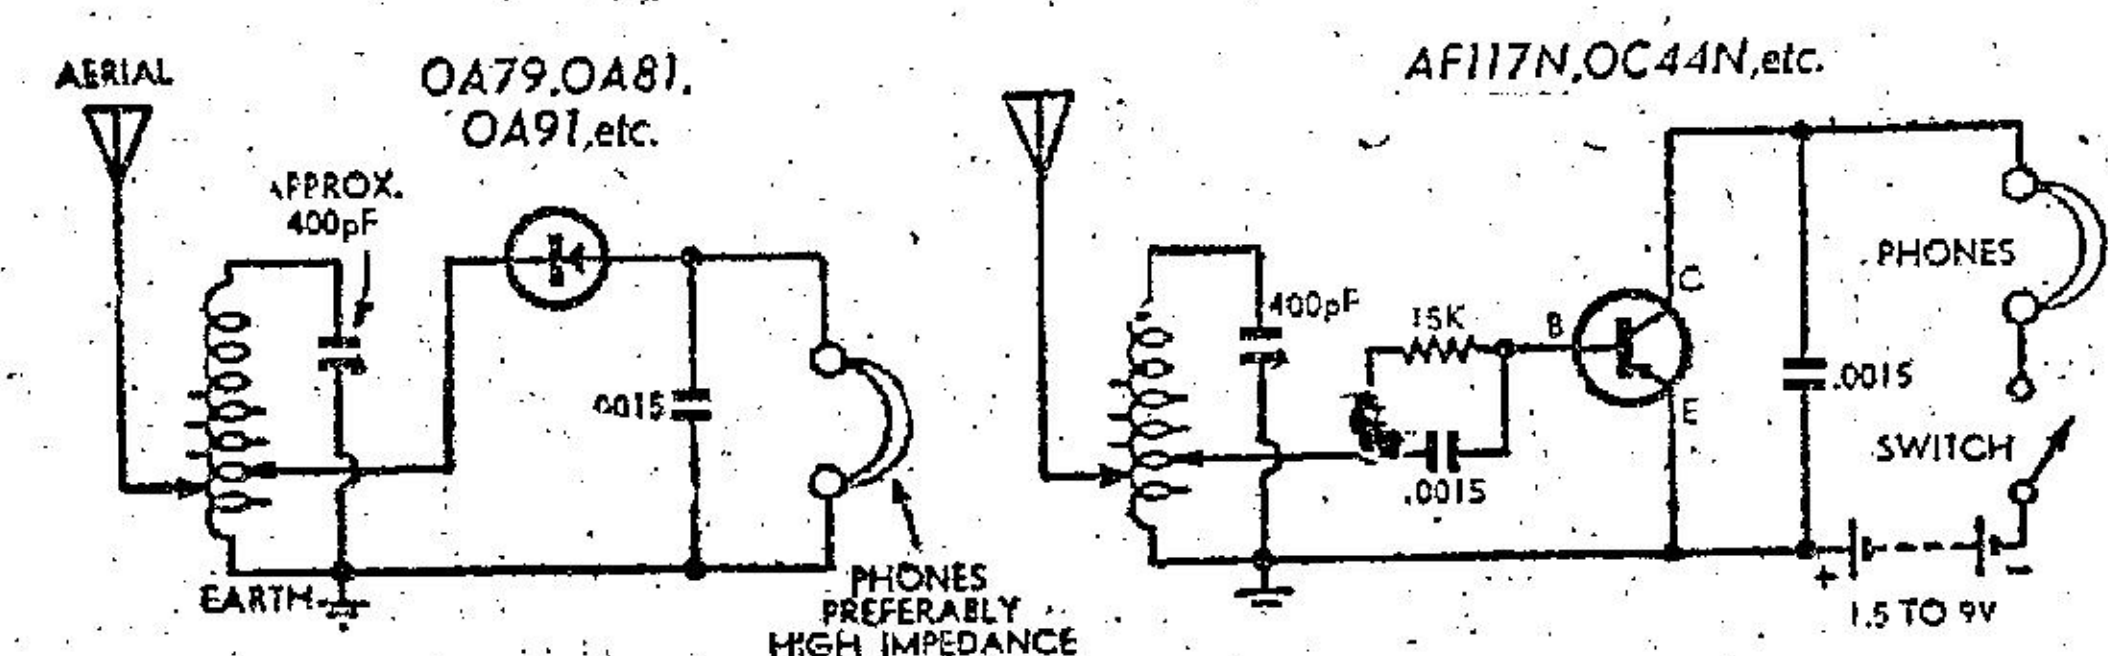 AERIAL
OA79,OA81,
OA91,etc.
APPROX.
400pF
.0015
EARTH
PHONES
PREFERABLY
HIGH IMPEDANCE
AF117N,OC44N,etc.
400pF
15K
B
C
E
.0015
.0015
PHONES
SWITCH
+
-
1.5 TO 9V